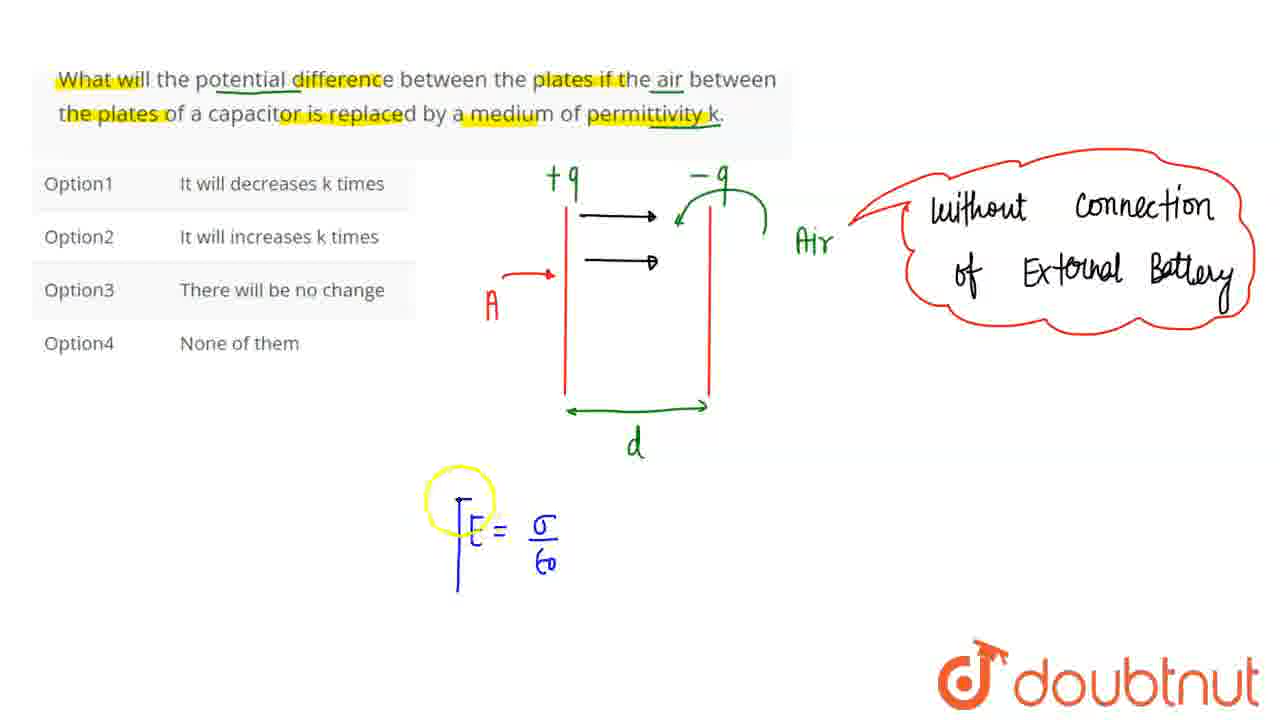 What will the potential difference between the plates if the air between
the plates of a capacitor is replaced by a medium of permittivity k.
Option1 It will decreases k times
Option2 It will increases k times
Option3 There will be no change
Option4 None of them
+q
-q
A
d
Air
Without Connection
of External Battery
E = σ/ε0
doubtnut